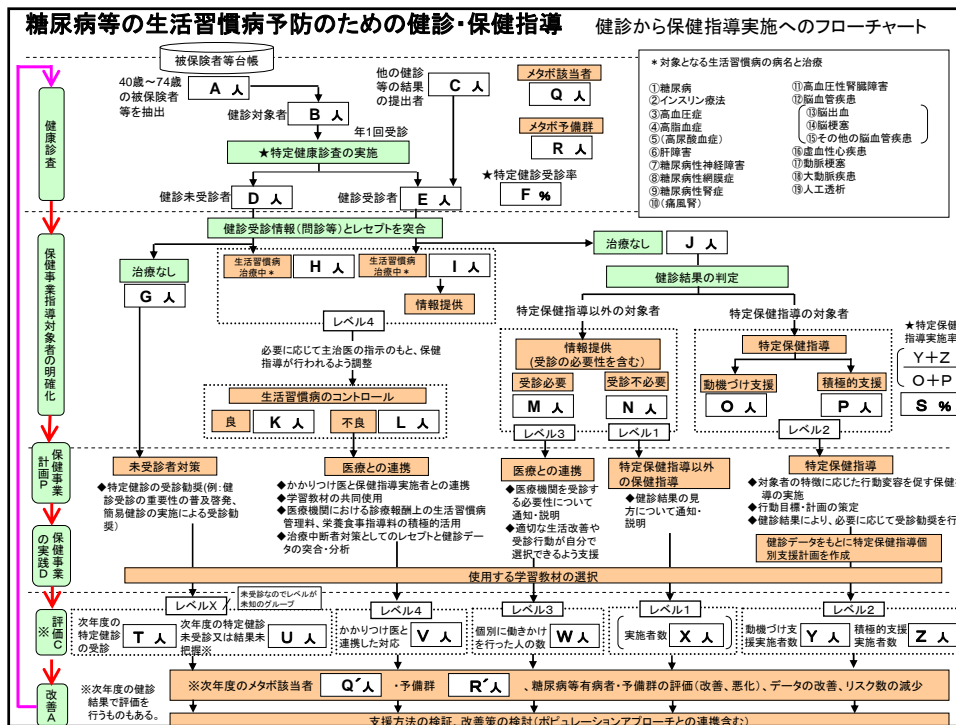 糖尿病等の生活習慣病予防のための健診・保健指導
健診から保健指導実施へのフローチャート
被保険者等台帳
40歳～74歳
の被保険者
等を抽出
A 人
健診対象者
B 人
他の健診
等の結果
の提出者
C 人
年1回受診
メタボ該当者
Q 人
メタボ予備群
R 人
★特定健康診査の実施
★特定健診受診率
F %
健診未受診者
D 人
健診受診者
E 人
*対象となる生活習慣病の病名と治療
①糖尿病
②インスリン療法
③高血圧症
④高脂血症
⑤(高尿酸血症)
⑥肝障害
⑦糖尿病性神経障害
⑧糖尿病性網膜症
⑨糖尿病性腎症
⑩(痛風腎)
⑪高血圧性腎臓障害
⑫脳血管疾患
⑬脳出血
⑭脳梗塞
⑮その他の脳血管疾患
⑯虚血性心疾患
⑰動脈梗塞
⑱大動脈疾患
⑲人工透析
健康診査
保健事業指導対象者の明確化
保健事業
計画P
保健事業
の実践D
評価C
※
改善A
健診受診情報(問診等)とレセプトを突合
治療なし
G 人
生活習慣病
治療中*
H 人
生活習慣病
治療中*
I 人
情報提供
レベル4
治療なし
J 人
健診結果の判定
特定保健指導以外の対象者
特定保健指導の対象者
必要に応じて主治医の指示のもと、保健
指導が行われるよう調整
生活習慣病のコントロール
良
K 人
不良
L 人
情報提供
(受診の必要性を含む)
受診必要
受診不必要
M 人
N 人
レベル3
レベル1
特定保健指導
動機づけ支援
積極的支援
O 人
P 人
レベル2
★特定保健
指導実施率
Y+Z
O+P
S %
未受診者対策
◆特定健診の受診勧奨(例:健
診受診の重要性の普及啓発、
簡易健診の実施による受診勧
奨)
医療との連携
◆かかりつけ医と保健指導実施者との連携
◆学習教材の共同使用
◆医療機関における診療報酬上の生活習慣病
管理料、栄養食事指導料の積極的活用
◆治療中断者対策としてのレセプトと健診デー
タの突合・分析
医療との連携
◆医療機関を受診す
る必要性について
通知・説明
◆適切な生活改善や
受診行動が自分で
選択できるよう支援
特定保健指導以外
の保健指導
◆健診結果の見
方について通知・
説明
特定保健指導
◆対象者の特徴に応じた行動変容を促す保健
導の実施
◆行動目標・計画の策定
◆健診結果により、必要に応じて受診勧奨を行
健診データをもとに特定保健指導個
別支援計画を作成
使用する学習教材の選択
レベルX
未受診なのでレベルが
未知のグループ
レベル4
レベル3
レベル1
レベル2
次年度の
特定健診
の受診
T 人
次年度の特定健診
未受診又は結果未
把握※
U 人
かかりつけ医と
連携した対応
V 人
個別に働きかけ
を行った人の数
W 人
実施者数
X 人
動機づけ支
援実施者数
Y 人
積極的支援
実施者数
Z 人
※次年度の健診
結果で評価を
行うものもある。
※次年度のメタボ該当者 Q´人 ・予備群 R´人 、糖尿病等有病者・予備群の評価(改善、悪化)、データの改善、リスク数の減少
支援方法の検証、改善策の検討(ポピュレーションアプローチとの連携含む)